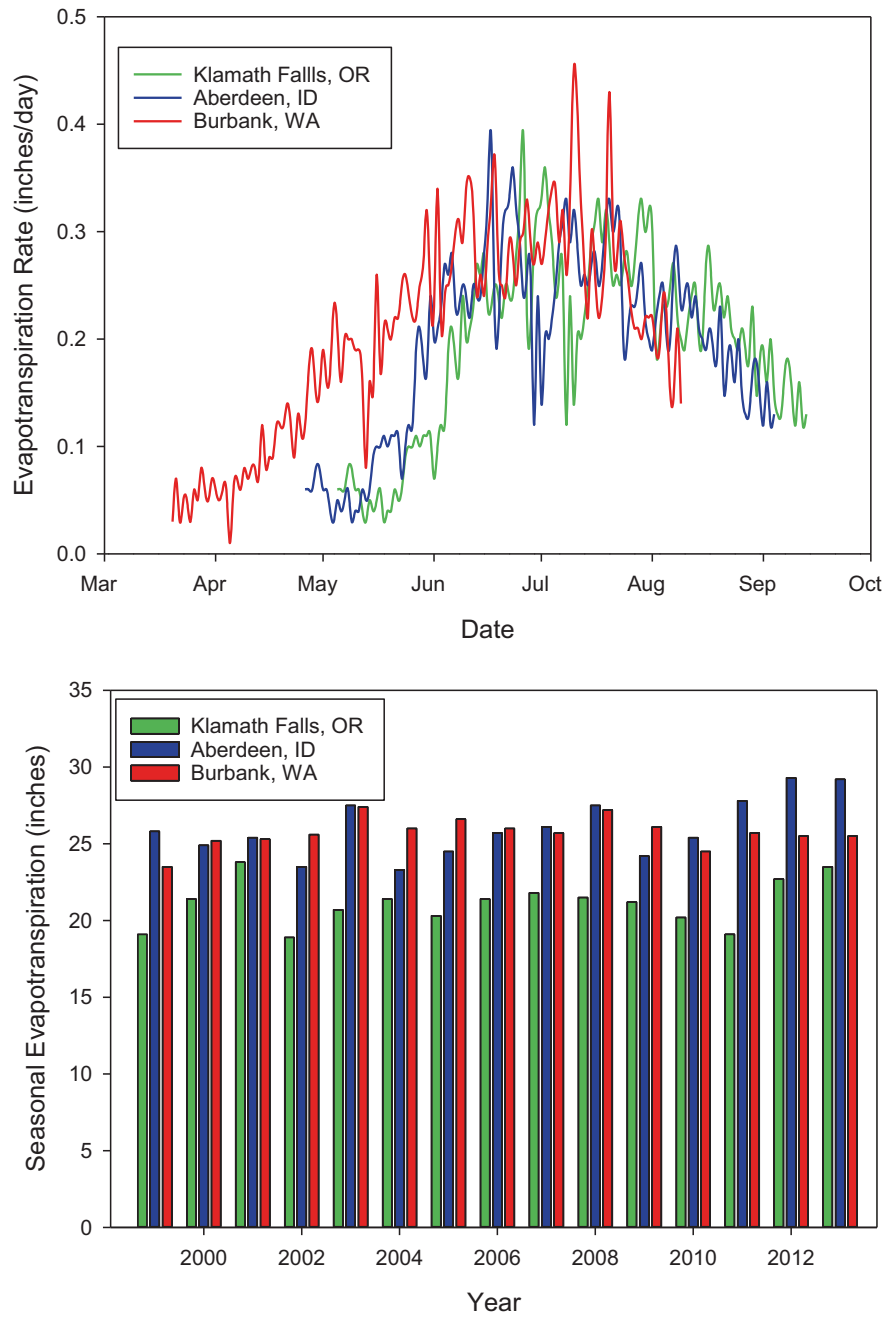 0.5
0.4
0.3
0.2
0.1
0.0
Evapotranspiration Rate (inches/day)
Klamath Fallls, OR
Aberdeen, ID
Burbank, WA
Mar Apr May Jun Jul Aug Sep Oct
Date
35
30
25
20
15
10
5
0
Seasonal Evapotranspiration (inches)
Klamath Falls, OR
Aberdeen, ID
Burbank, WA
2000 2002 2004 2006 2008 2010 2012
Year